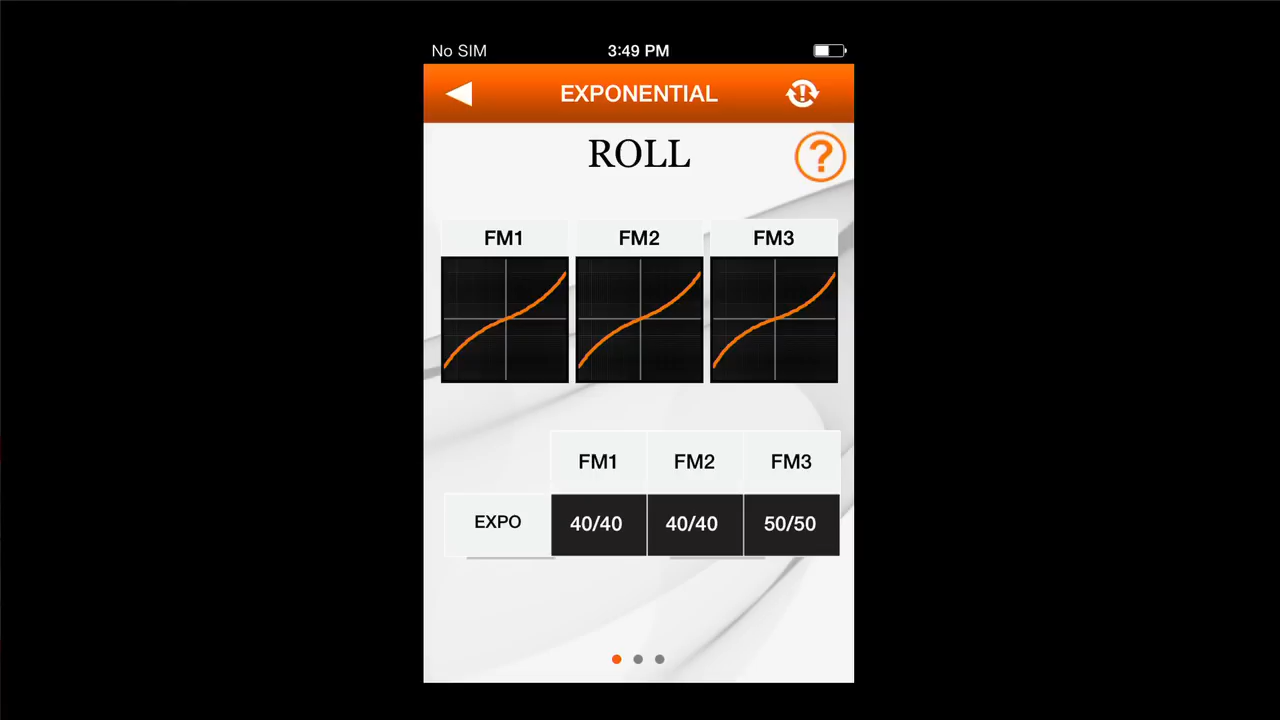 No SIM 3:49 PM
EXPONENTIAL
ROLL
?
FM1 FM2 FM3
FM1 FM2 FM3
EXPO 40/40 40/40 50/50